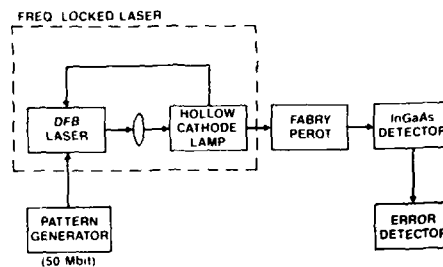 FREQ. LOCKED LASER
DFB
LASER
HOLLOW
CATHODE
LAMP
FABRY
PEROT
InGaAs
DETECTOR
PATTERN
GENERATOR
(50 Mbit)
ERROR
DETECTOR